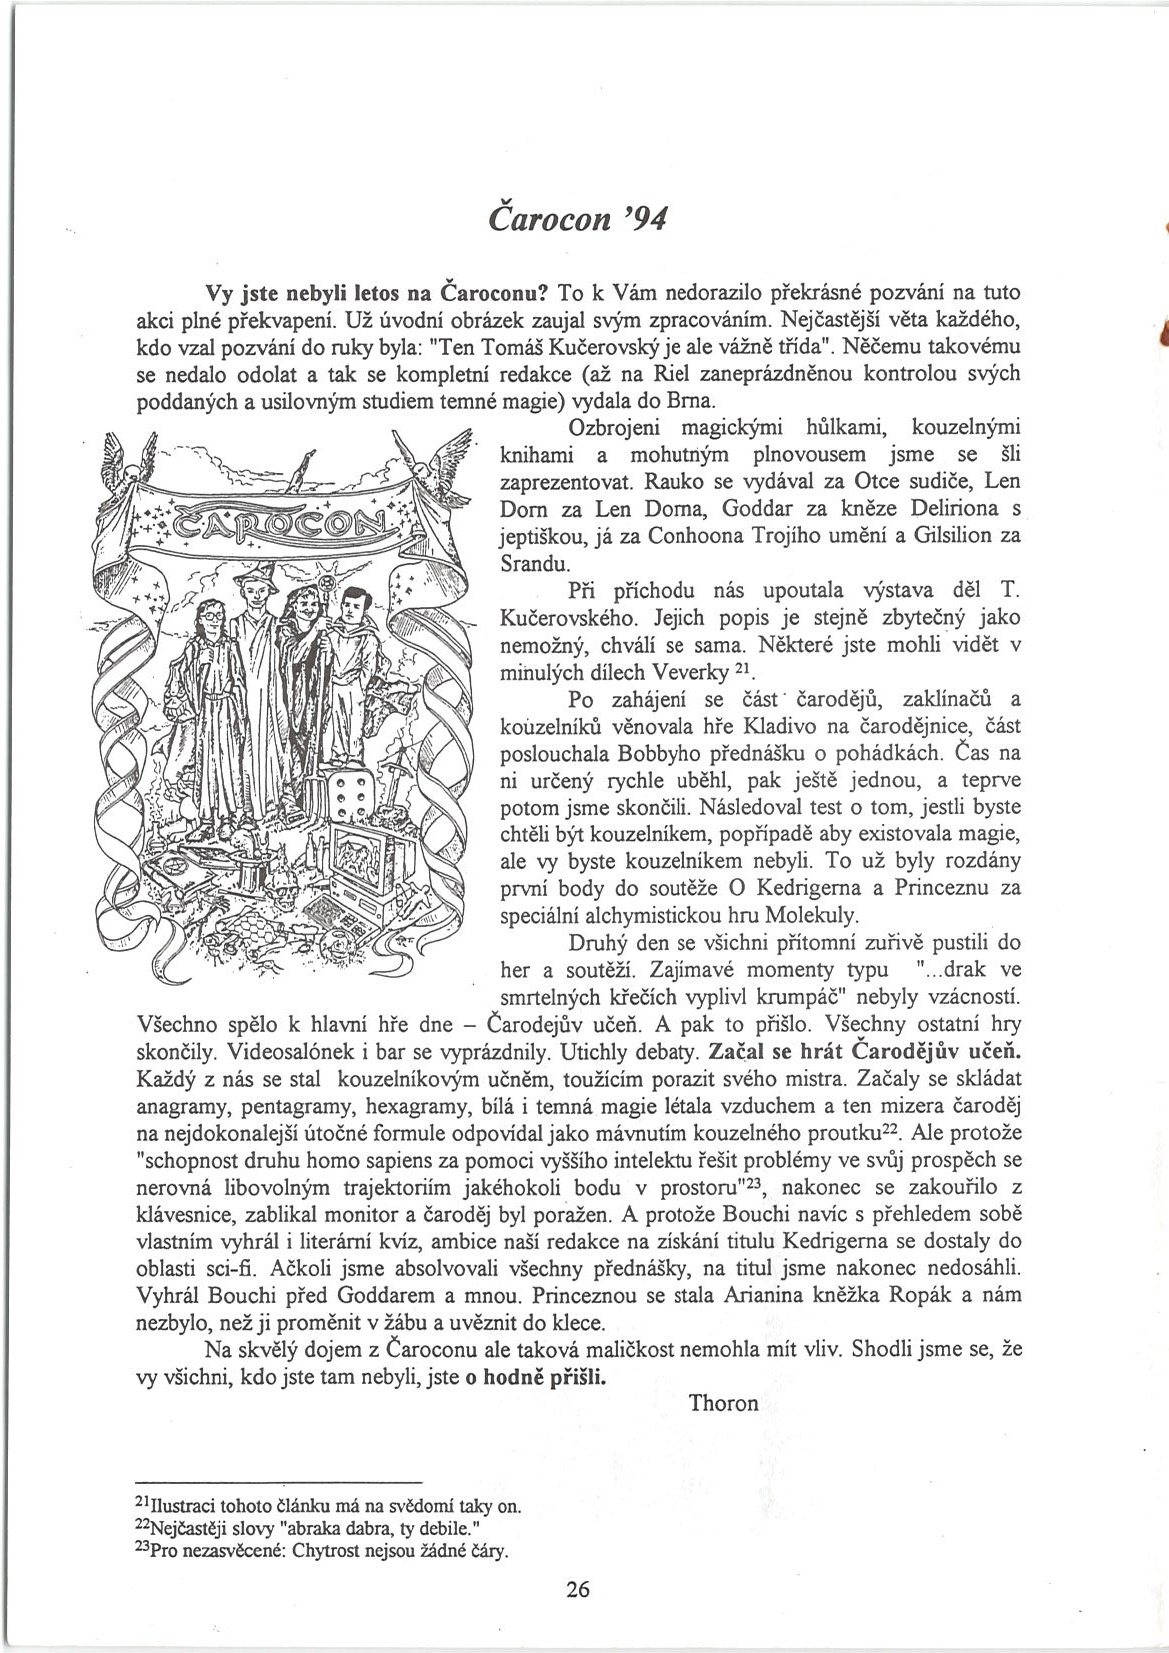 Čarocon ’94
Vy jste nebyli letos na Čaroconu? To k Vám nedorazilo překrásné pozvání na tuto
akci plné překvapení. Už úvodní obrázek zaujal svým zpracováním. Nejčastější věta každého,
kdo vzal pozvání do ruky byla: "Ten Tomáš Kučerovský je ale vážně třída". Něčemu takovému
se nedalo odolat a tak se kompletní redakce (až na Riel zaneprázdněnou kontrolou svých
poddaných a usilovným studiem temné magie) vydala do Brna.
ČAROCON
Ozbrojeni magickými hůlkami, kouzelnými
knihami a mohutným plnovousem jsme se šli
zaprezentovat. Rauko se vydával za Otce sudiče, Len
Dorn za Len Dorna, Goddar za kněze Deliriona s
jeptiškou, já za Conhoona Trojího umění a Gilsilion za
Srandu.
Při příchodu nás upoutala výstava děl T.
Kučerovského. Jejich popis je stejně zbytečný jako
nemožný, chválí se sama. Některé jste mohli vidět v
minulých dílech Veverky 21.
Po zahájení se část čarodějů, zaklínačů a
kouzelníků věnovala hře Kladivo na čarodějnice, část
poslouchala Bobbyho přednášku o pohádkách. Čas na
ni určený rychle uběhl, pak ještě jednou, a teprve
potom jsme skončili. Následoval test o tom, jestli byste
chtěli být kouzelníkem, popřípadě aby existovala magie,
ale vy byste kouzelníkem nebyli. To už byly rozdány
první body do soutěže O Kedrigerna a Princeznu za
speciální alchymistickou hru Molekuly.
Druhý den se všichni přítomní zuřivě pustili do
her a soutěží. Zajímavé momenty typu "...drak ve
smrtelných křečích vyplivl krumpáč" nebyly vzácností.
Všechno spělo k hlavní hře dne – Čarodejův učeň. A pak to přišlo. Všechny ostatní hry
skončily. Videosalónek i bar se vyprázdnily. Utichly debaty. Začal se hrát Čarodějův učeň.
Každý z nás se stal kouzelníkovým učněm, toužícím porazit svého mistra. Začaly se skládat
anagramy, pentagramy, hexagramy, bílá i temná magie létala vzduchem a ten mizera čaroděj
na nejdokonalejší útočné formule odpovídal jako mávnutím kouzelného proutku22. Ale protože
"schopnost druhu homo sapiens za pomoci vyššího intelektu řešit problémy ve svůj prospěch se
nerovná libovolným trajektoriím jakéhokoli bodu v prostoru"23, nakonec se zakouřilo z
klávesnice, zablikal monitor a čaroděj byl poražen. A protože Bouchi navíc s přehledem sobě
vlastním vyhrál i literární kvíz, ambice naší redakce na získání titulu Kedrigerna se dostaly do
oblasti sci-fi. Ačkoli jsme absolvovali všechny přednášky, na titul jsme nakonec nedosáhli.
Vyhrál Bouchi před Goddarem a mnou. Princeznou se stala Arianina kněžka Ropák a nám
nezbylo, než ji proměnit v žábu a uvěznit do klece.
Na skvělý dojem z Čaroconu ale taková maličkost nemohla mít vliv. Shodli jsme se, že
vy všichni, kdo jste tam nebyli, jste o hodně přišli.
Thoron
21Ilustraci tohoto článku má na svědomí taky on.
22Nejčastěji slovy "abraka dabra, ty debile."
23Pro nezasvěcené: Chytrost nejsou žádné čáry.
26